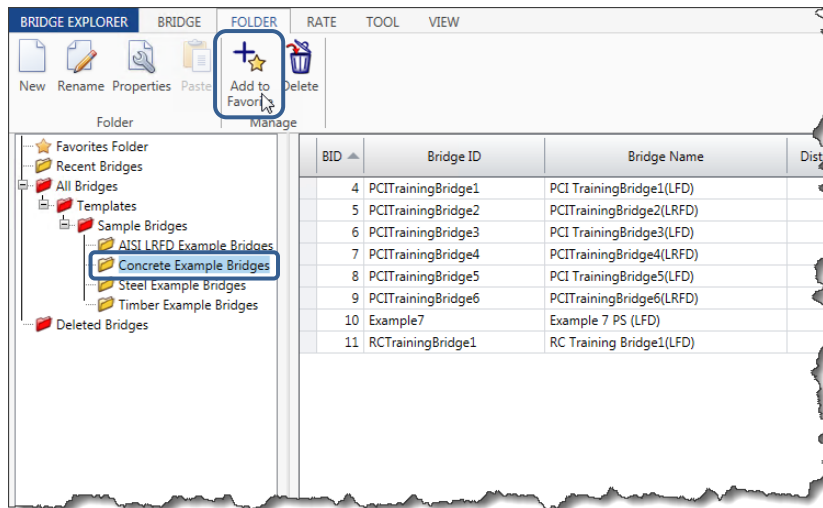 BRIDGE EXPLORER BRIDGE FOLDER RATE TOOL VIEW
New Rename Properties Paste Add to Favorite Delete
Folder Manage
Favorites Folder
Recent Bridges
All Bridges
Templates
Sample Bridges
AISI LRFD Example Bridges
Concrete Example Bridges
Steel Example Bridges
Timber Example Bridges
Deleted Bridges
BID Bridge ID Bridge Name Dist
4 PCITrainingBridge1 PCI TrainingBridge1(LFD)
5 PCITrainingBridge2 PCITrainingBridge2(LRFD)
6 PCITrainingBridge3 PCI TrainingBridge3(LFD)
7 PCITrainingBridge4 PCITrainingBridge4(LRFD)
8 PCITrainingBridge5 PCI TrainingBridge5(LFD)
9 PCITrainingBridge6 PCITrainingBridge6(LRFD)
10 Example7 Example 7 PS (LFD)
11 RCTrainingBridge1 RC Training Bridge1(LFD)